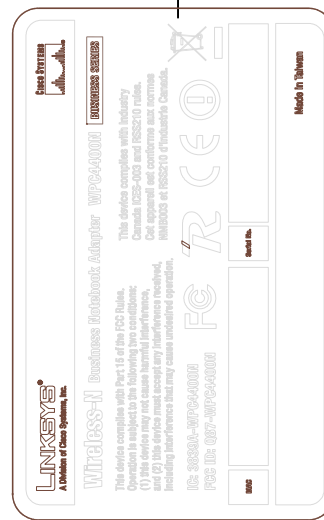 LINKSYS®
A Division of Cisco Systems, Inc.
CISCO SYSTEMS
Wireless-N Business Notebook Adapter WPC4400N
BUSINESS SERIES
This device complies with Part 15 of the FCC Rules.
Operation is subject to the following two conditions:
(1) this device may not cause harmful interference,
and (2) this device must accept any interference received,
including interference that may cause undesired operation.
This device complies with Industry
Canada ICES-003 and RSS210 rules.
Cet appareil est conforme aux normes
NMB003 et RSS210 d'Industrie Canada.
IC: 3839A-WPC4400N
FCC ID: Q87-WPC4400N
FC
CE
MAC
Serial No.
Made in Taiwan